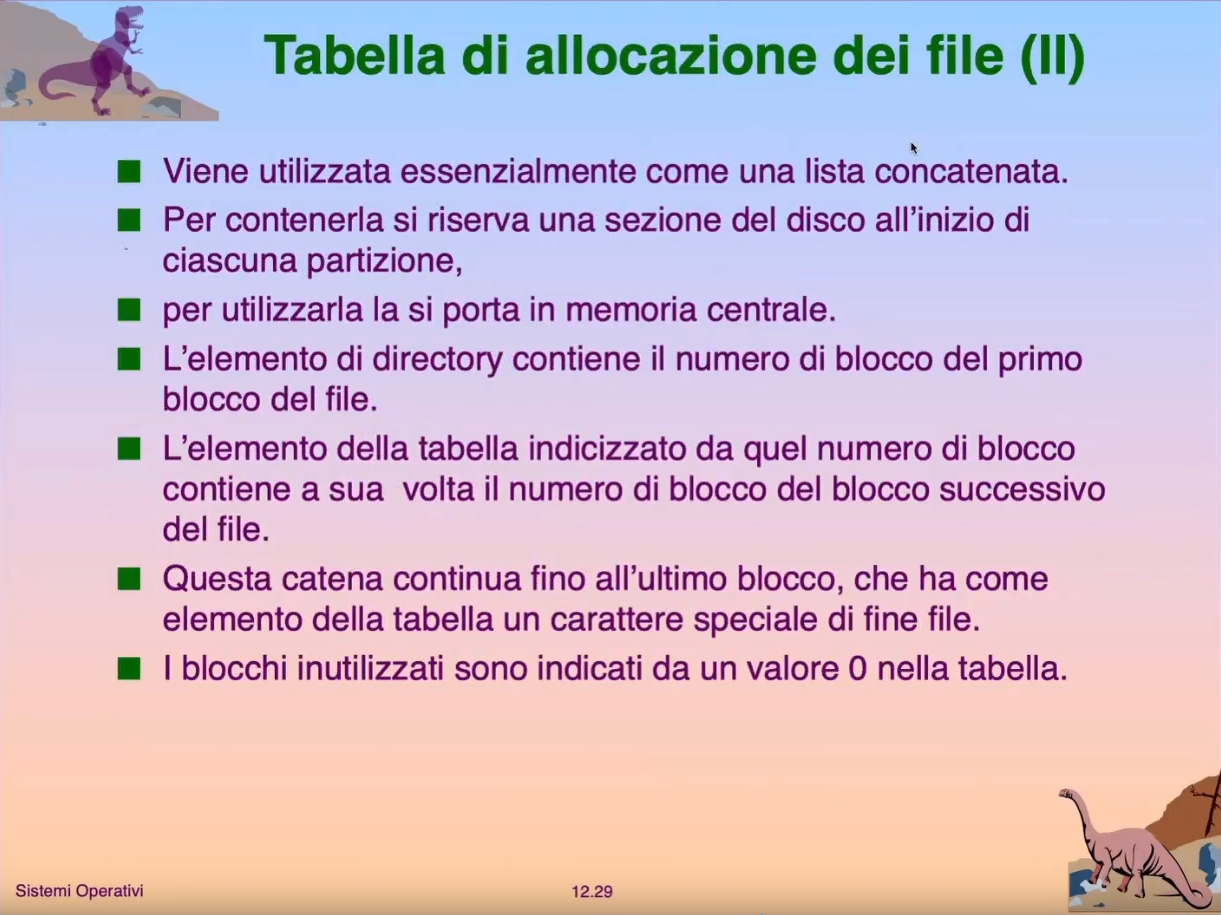 Tabella di allocazione dei file (II)
Viene utilizzata essenzialmente come una lista concatenata.
Per contenerla si riserva una sezione del disco all’inizio di
ciascuna partizione,
per utilizzarla la si porta in memoria centrale.
L’elemento di directory contiene il numero di blocco del primo
blocco del file.
L’elemento della tabella indicizzato da quel numero di blocco
contiene a sua  volta il numero di blocco del blocco successivo
del file.
Questa catena continua fino all’ultimo blocco, che ha come
elemento della tabella un carattere speciale di fine file.
I blocchi inutilizzati sono indicati da un valore 0 nella tabella.
Sistemi Operativi
12.29